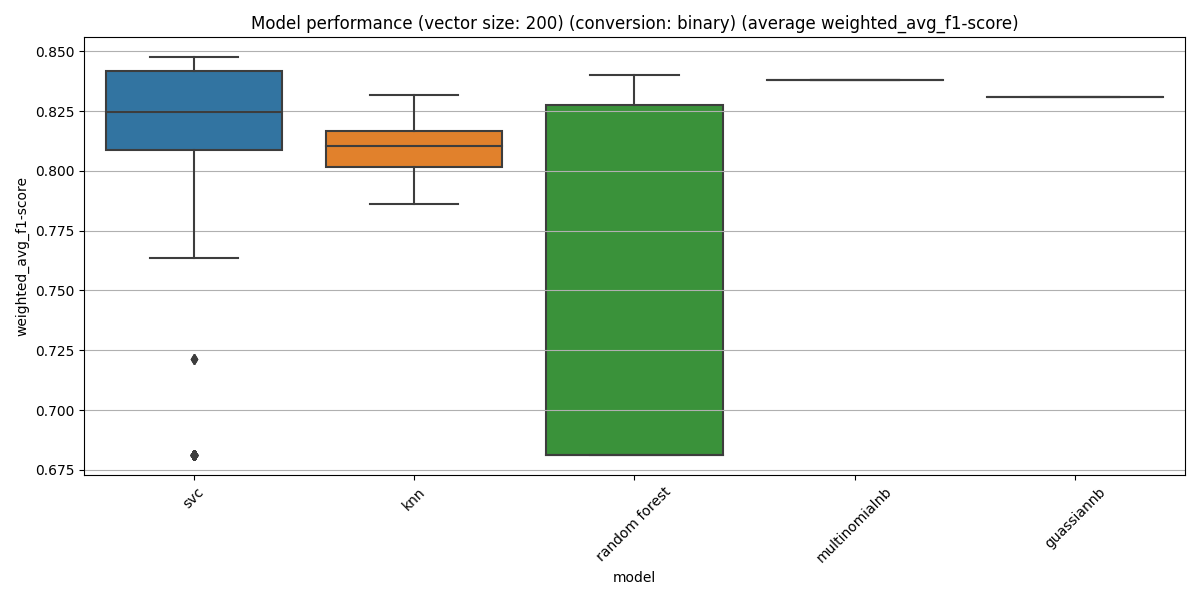 Model performance (vector size: 200) (conversion: binary) (average weighted_avg_f1-score)
weighted_avg_f1-score
0.850
0.825
0.800
0.775
0.750
0.725
0.700
0.675
svc
knn
random forest
multinomialnb
guassiannb
model